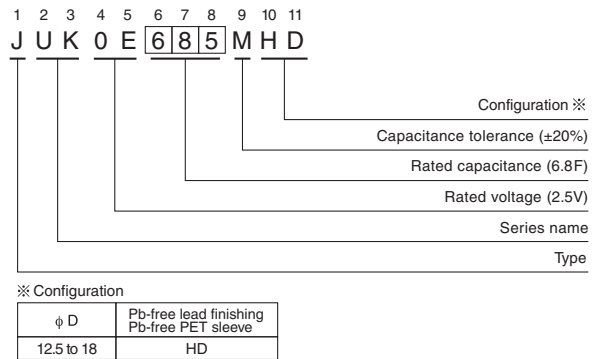 1 2 3 4 5 6 7 8 9 10 11
J U K 0 E 6 8 5 M H D
Configuration ※
Capacitance tolerance (±20%)
Rated capacitance (6.8F)
Rated voltage (2.5V)
Series name
Type
※ Configuration
ϕ D
Pb-free lead finishing
Pb-free PET sleeve
12.5 to 18
HD